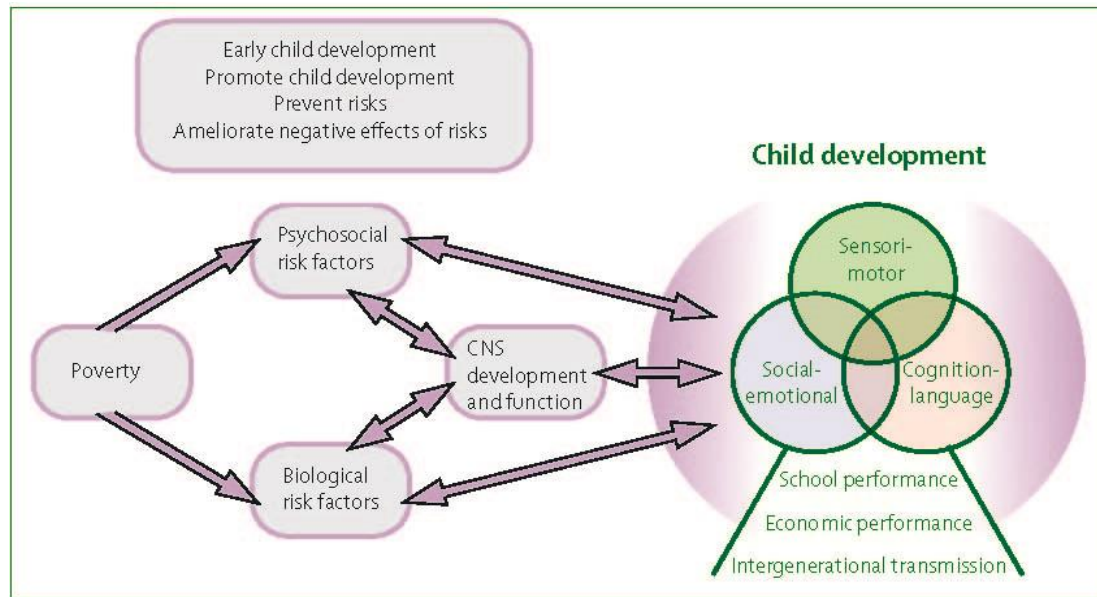 Early child development
Promote child development
Prevent risks
Ameliorate negative effects of risks
Child development
Psychosocial
risk factors
Sensori-
motor
Poverty
CNS
development
and function
Social-
emotional
Cognition-
language
Biological
risk factors
School performance
Economic performance
Intergenerational transmission